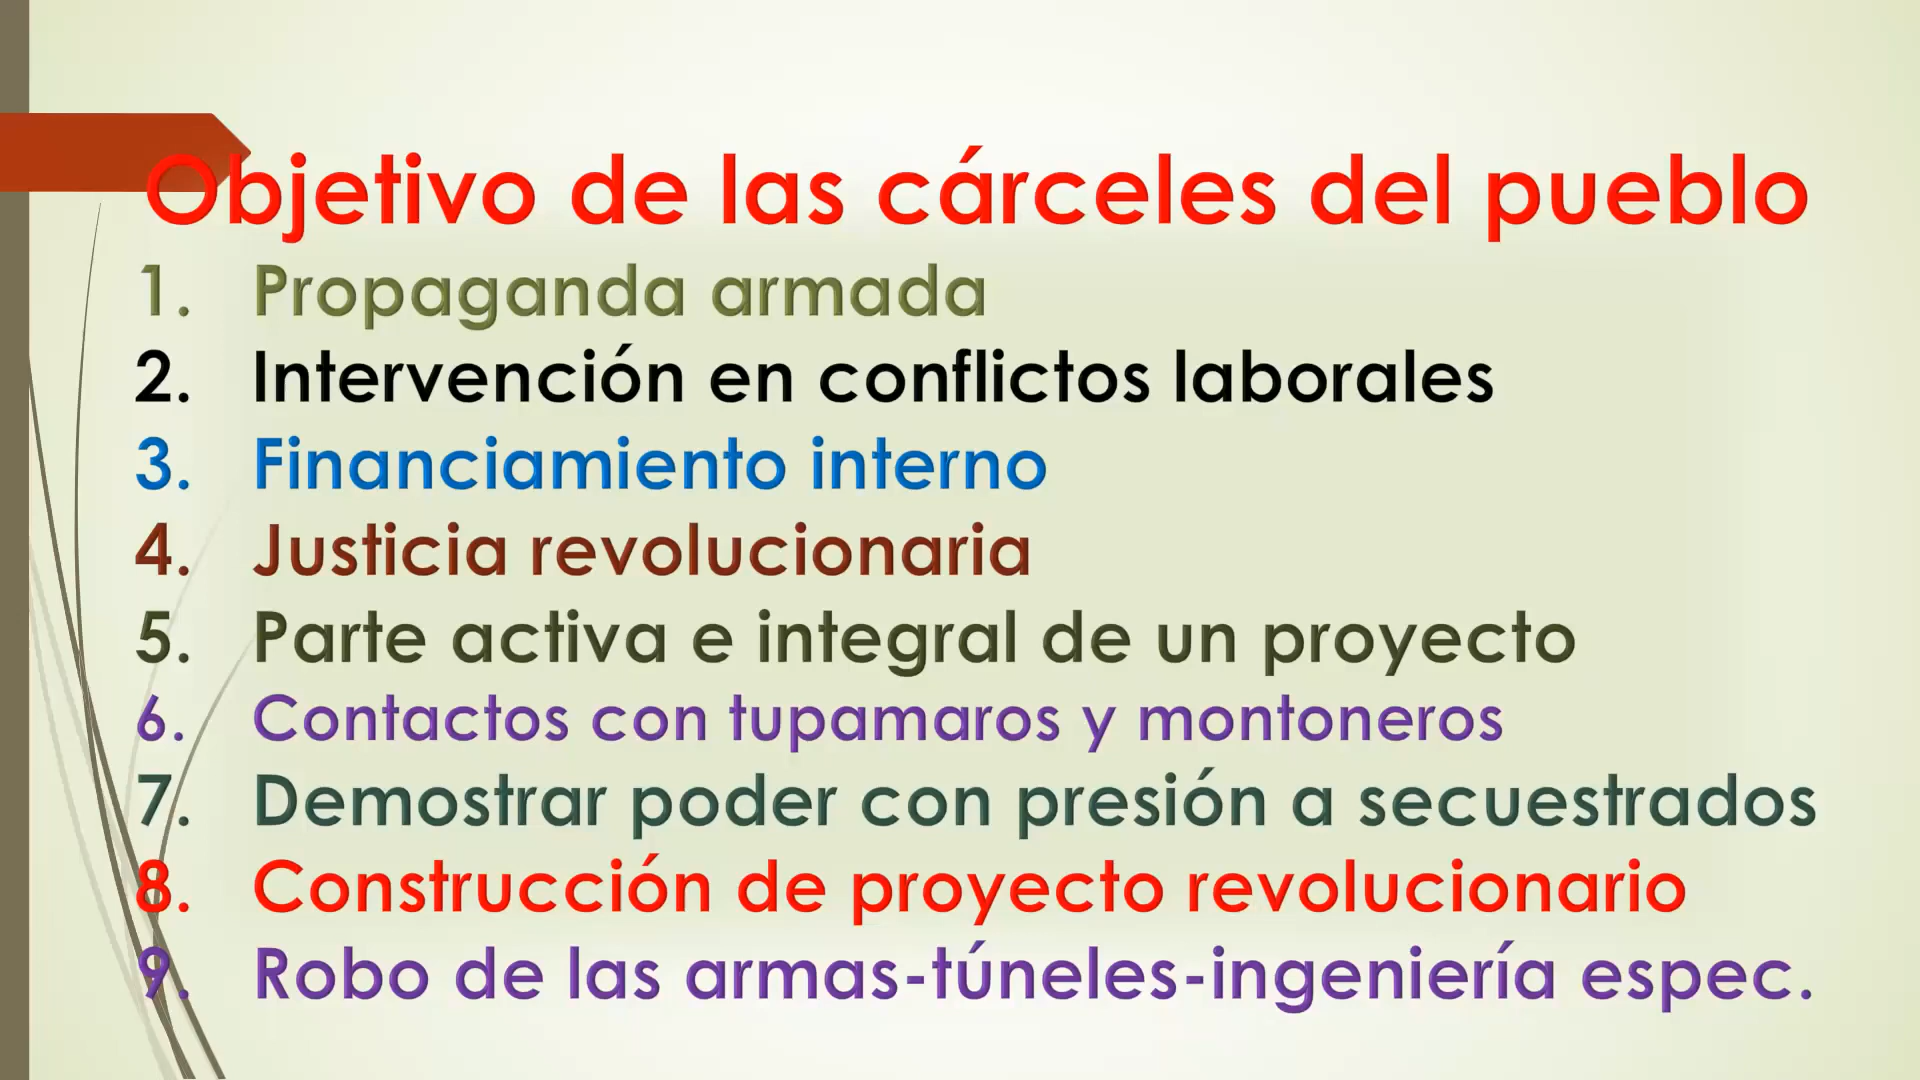 Objetivo de las cárceles del pueblo
1. Propaganda armada
2. Intervención en conflictos laborales
3. Financiamiento interno
4. Justicia revolucionaria
5. Parte activa e integral de un proyecto
6. Contactos con tupamaros y montoneros
7. Demostrar poder con presión a secuestrados
8. Construcción de proyecto revolucionario
9. Robo de las armas-túneles-ingeniería espec.